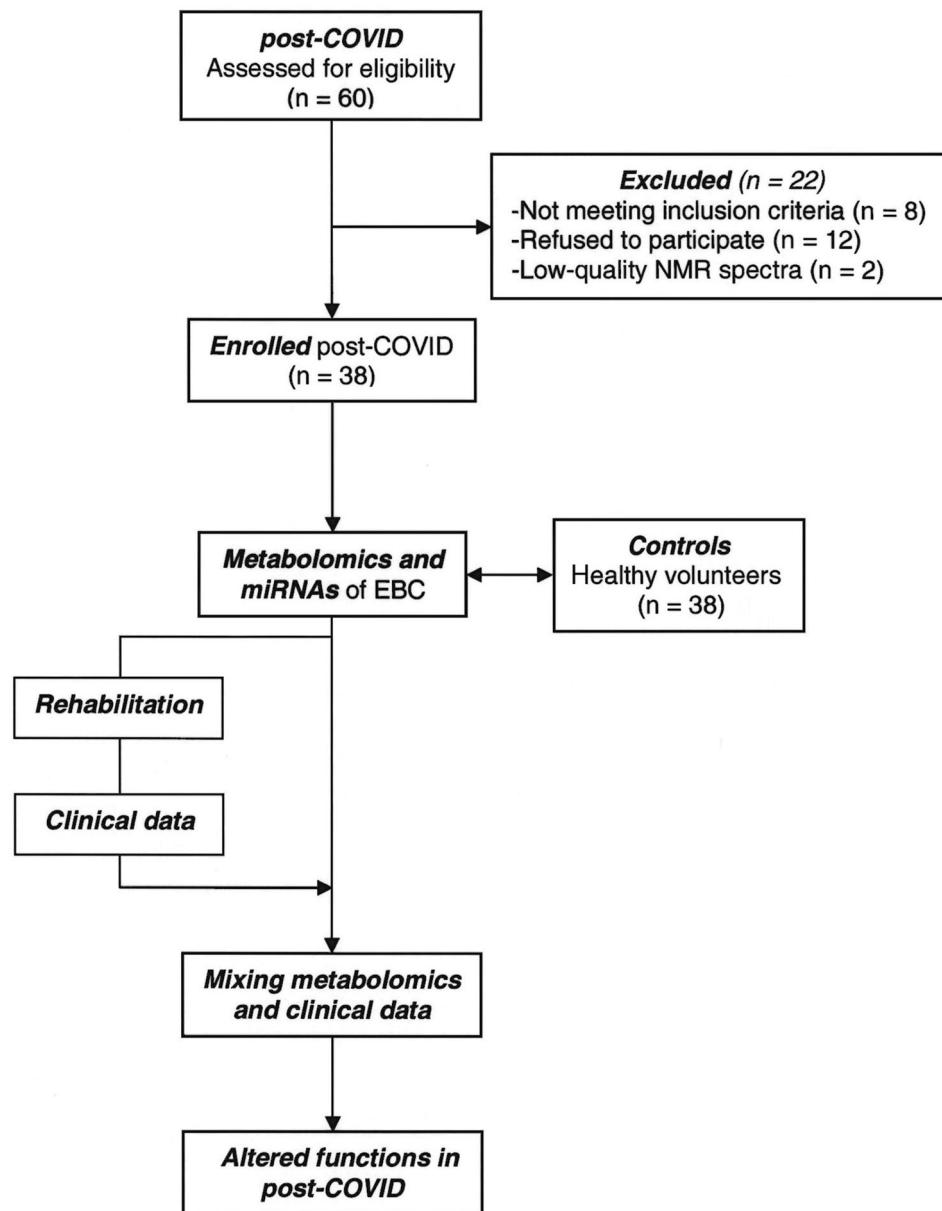 post-COVID
Assessed for eligibility
(n = 60)
Excluded (n = 22)
-Not meeting inclusion criteria (n = 8)
-Refused to participate (n = 12)
-Low-quality NMR spectra (n = 2)
Enrolled post-COVID
(n = 38)
Metabolomics and
miRNAs of EBC
Controls
Healthy volunteers
(n = 38)
Rehabilitation
Clinical data
Mixing metabolomics
and clinical data
Altered functions in
post-COVID